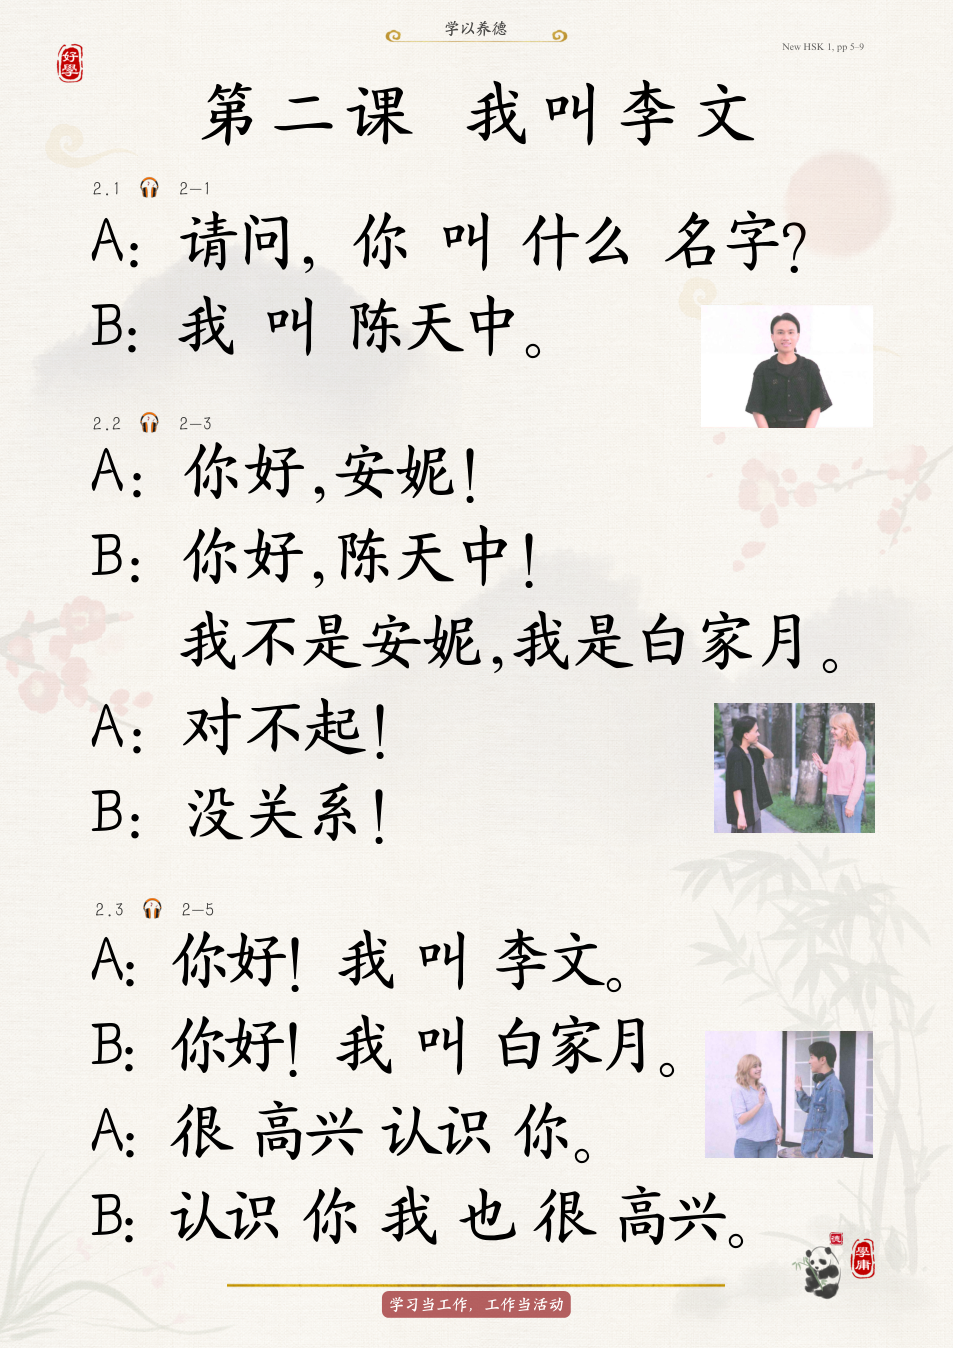 学以养德
New HSK 1, pp 5–9
好學
第二课 我叫李文
2.1 2—1
A: 请问, 你 叫 什么 名字?
B: 我 叫 陈天中。
2.2 2—3
A: 你好,安妮!
B: 你好,陈天中!
我不是安妮,我是白家月。
A: 对不起!
B: 没关系!
2.3 2—5
A: 你好! 我 叫 李文。
B: 你好! 我 叫 白家月。
A: 很 高兴 认识 你。
B: 认识 你 我 也 很 高兴。
德
學庸
学习当工作, 工作当活动